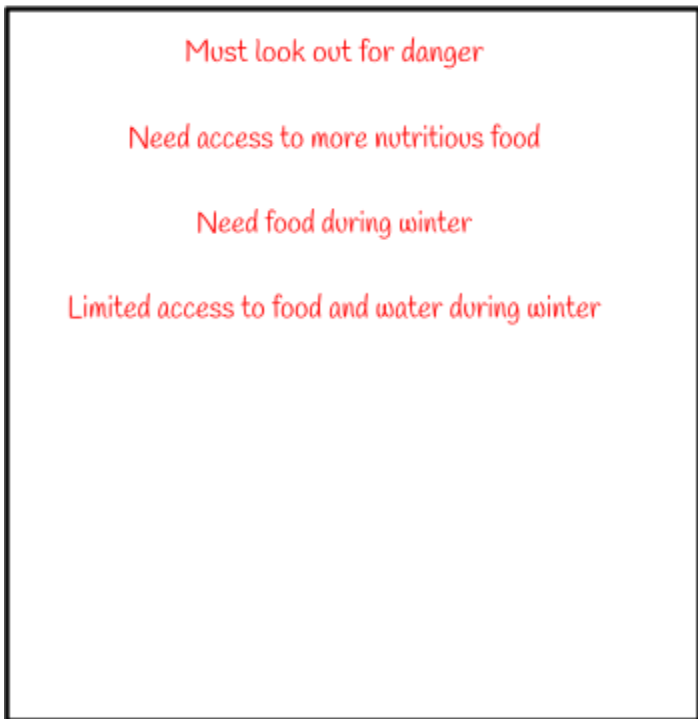 Must look out for danger
Need access to more nutritious food
Need food during winter
Limited access to food and water during winter